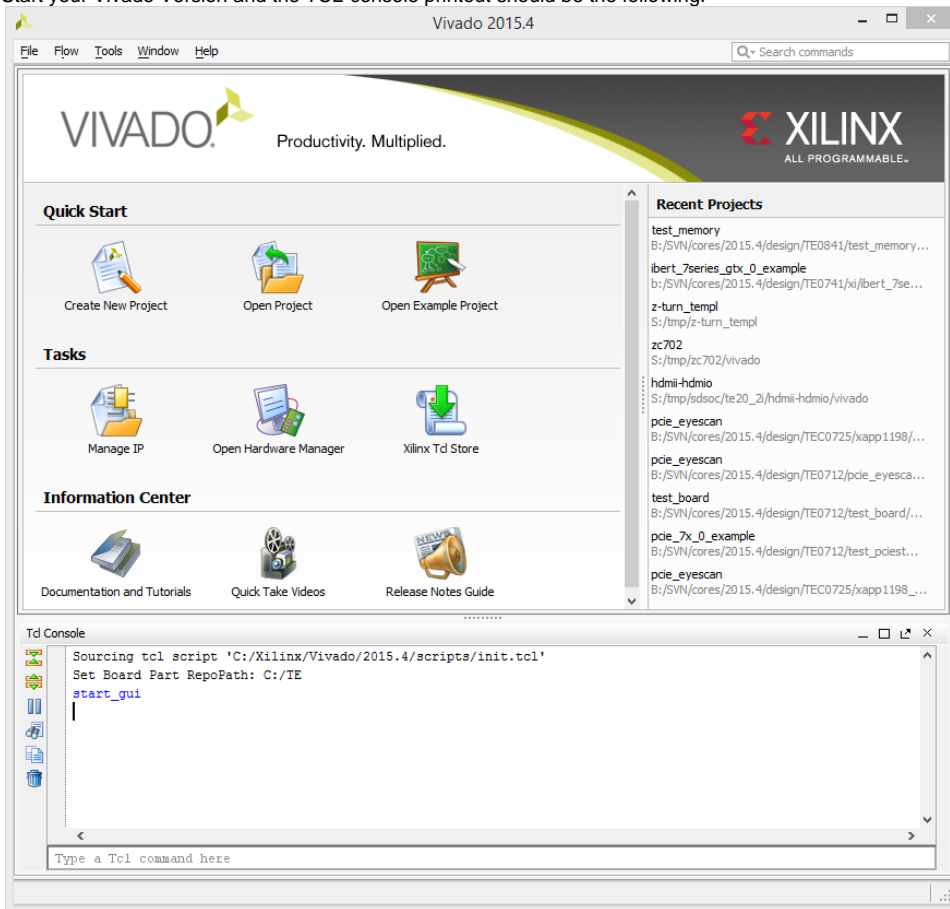 Start your Vivado Version and the TCL console printout should be the following:
Vivado 2015.4
File Flow Tools Window Help
Search commands
VIVADO.
Productivity. Multiplied.
XILINX
ALL PROGRAMMABLE.
Quick Start
Create New Project
Open Project
Open Example Project
Tasks
Manage IP
Open Hardware Manager
Xilinx Tcl Store
Information Center
NEWS
Documentation and Tutorials
Quick Take Videos
Release Notes Guide
Recent Projects
test_memory
B:/SVN/cores/2015.4/design/TE0841/test_memory...
ibert_7series_gtx_0_example
b:/SVN/cores/2015.4/design/TE0741/xi/ibert_7se...
z-turn_templ
S:/tmp/z-turn_templ
zc702
S:/tmp/zc702/vivado
hdmii-hdmio
S:/tmp/sdsoc/te20_2i/hdmii-hdmio/vivado
pcie_eyescan
B:/SVN/cores/2015.4/design/TEC0725/xapp1198/...
pcie_eyescan
B:/SVN/cores/2015.4/design/TE0712/pcie_eyesca...
test_board
B:/SVN/cores/2015.4/design/TE0712/test_board/...
pcie_7x_0_example
B:/SVN/cores/2015.4/design/TE0712/test_pciest...
pcie_eyescan
B:/SVN/cores/2015.4/design/TEC0725/xapp1198_...
Tcl Console
Sourcing tcl script 'C:/Xilinx/Vivado/2015.4/scripts/init.tcl'
Set Board Part RepoPath: C:/TE
start_gui
Type a Tcl command here